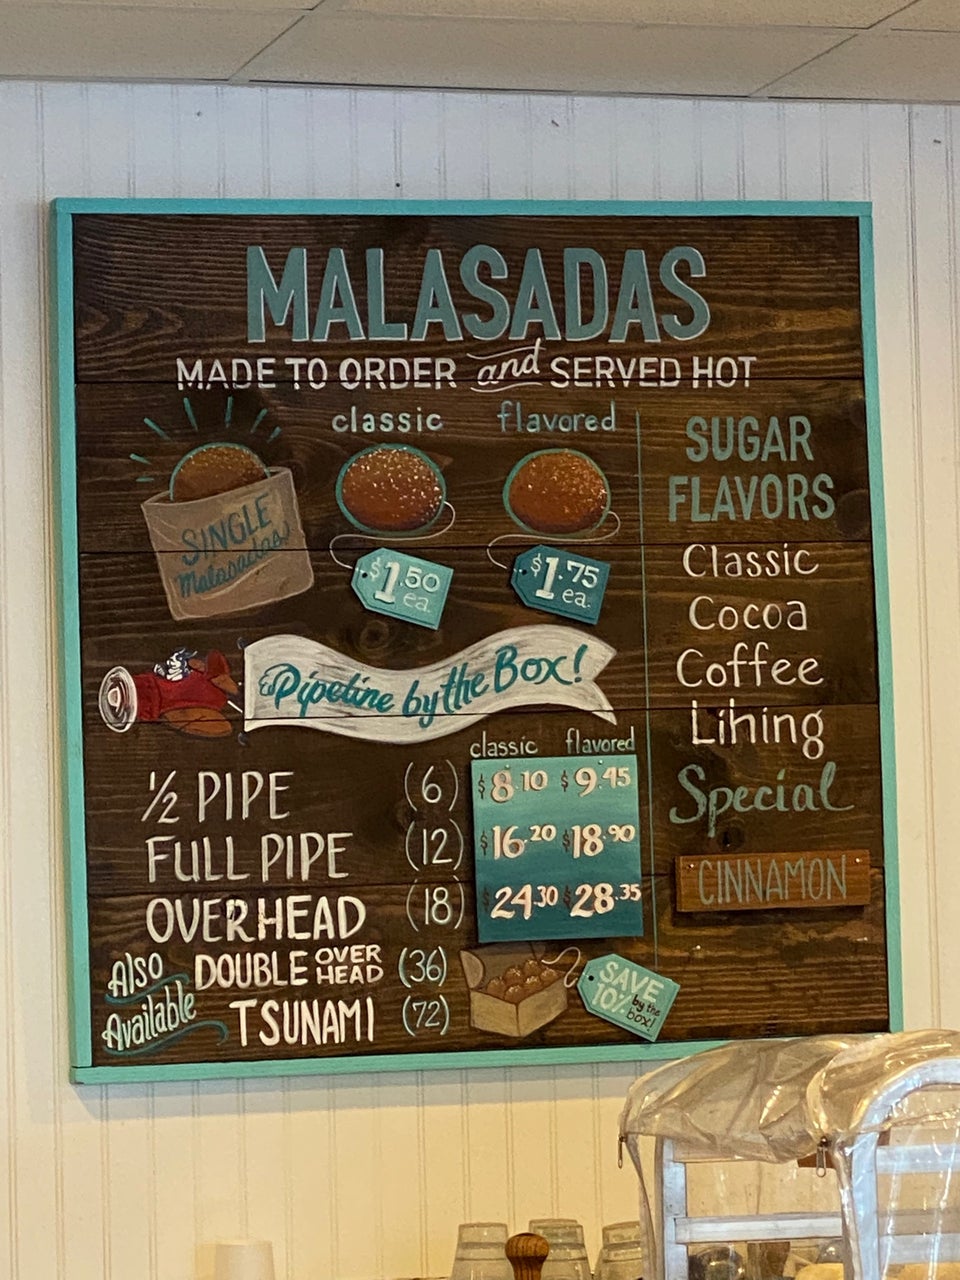 MALASADAS
MADE TO ORDER and SERVED HOT
classic flavored
SINGLE
Malasadas
$1.50
ea.
$1.75
ea.
Pipeline by the Box!
classic flavored
½ PIPE (6) $8.10 $9.45
FULL PIPE (12) $16.20 $18.90
OVERHEAD (18) $24.30 $28.35
Also
Available
DOUBLE OVER HEAD (36)
TSUNAMI (72)
SAVE
10%
by the
box!
SUGAR
FLAVORS
Classic
Cocoa
Coffee
Lihing
Special
CINNAMON